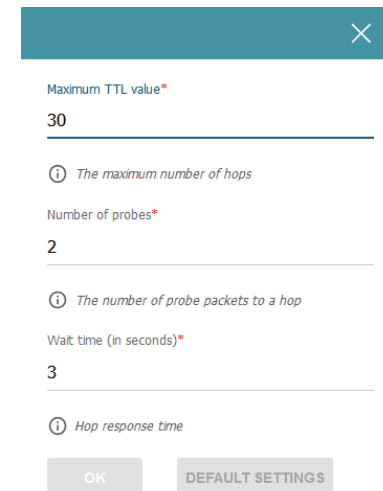 Maximum TTL value*
30
The maximum number of hops
Number of probes*
2
The number of probe packets to a hop
Wait time (in seconds)*
3
Hop response time
OK DEFAULT SETTINGS